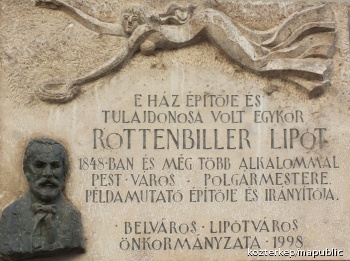 E HÁZ ÉPÍTŐJE ÉS
TULAJDONOSA VOLT EGYKOR
ROTTENBILLER LIPÓT
1848-BAN ÉS MÉG TÖBB ALKALOMMAL
PEST · VÁROS · POLGÁRMESTERE.
PÉLDAMUTATÓ ÉPÍTŐJE ÉS IRÁNYÍTÓJA.
· BELVÁROS · LIPÓTVÁROS
ÖNKORMÁNYZATA · 1998
kozterkep/mapublic